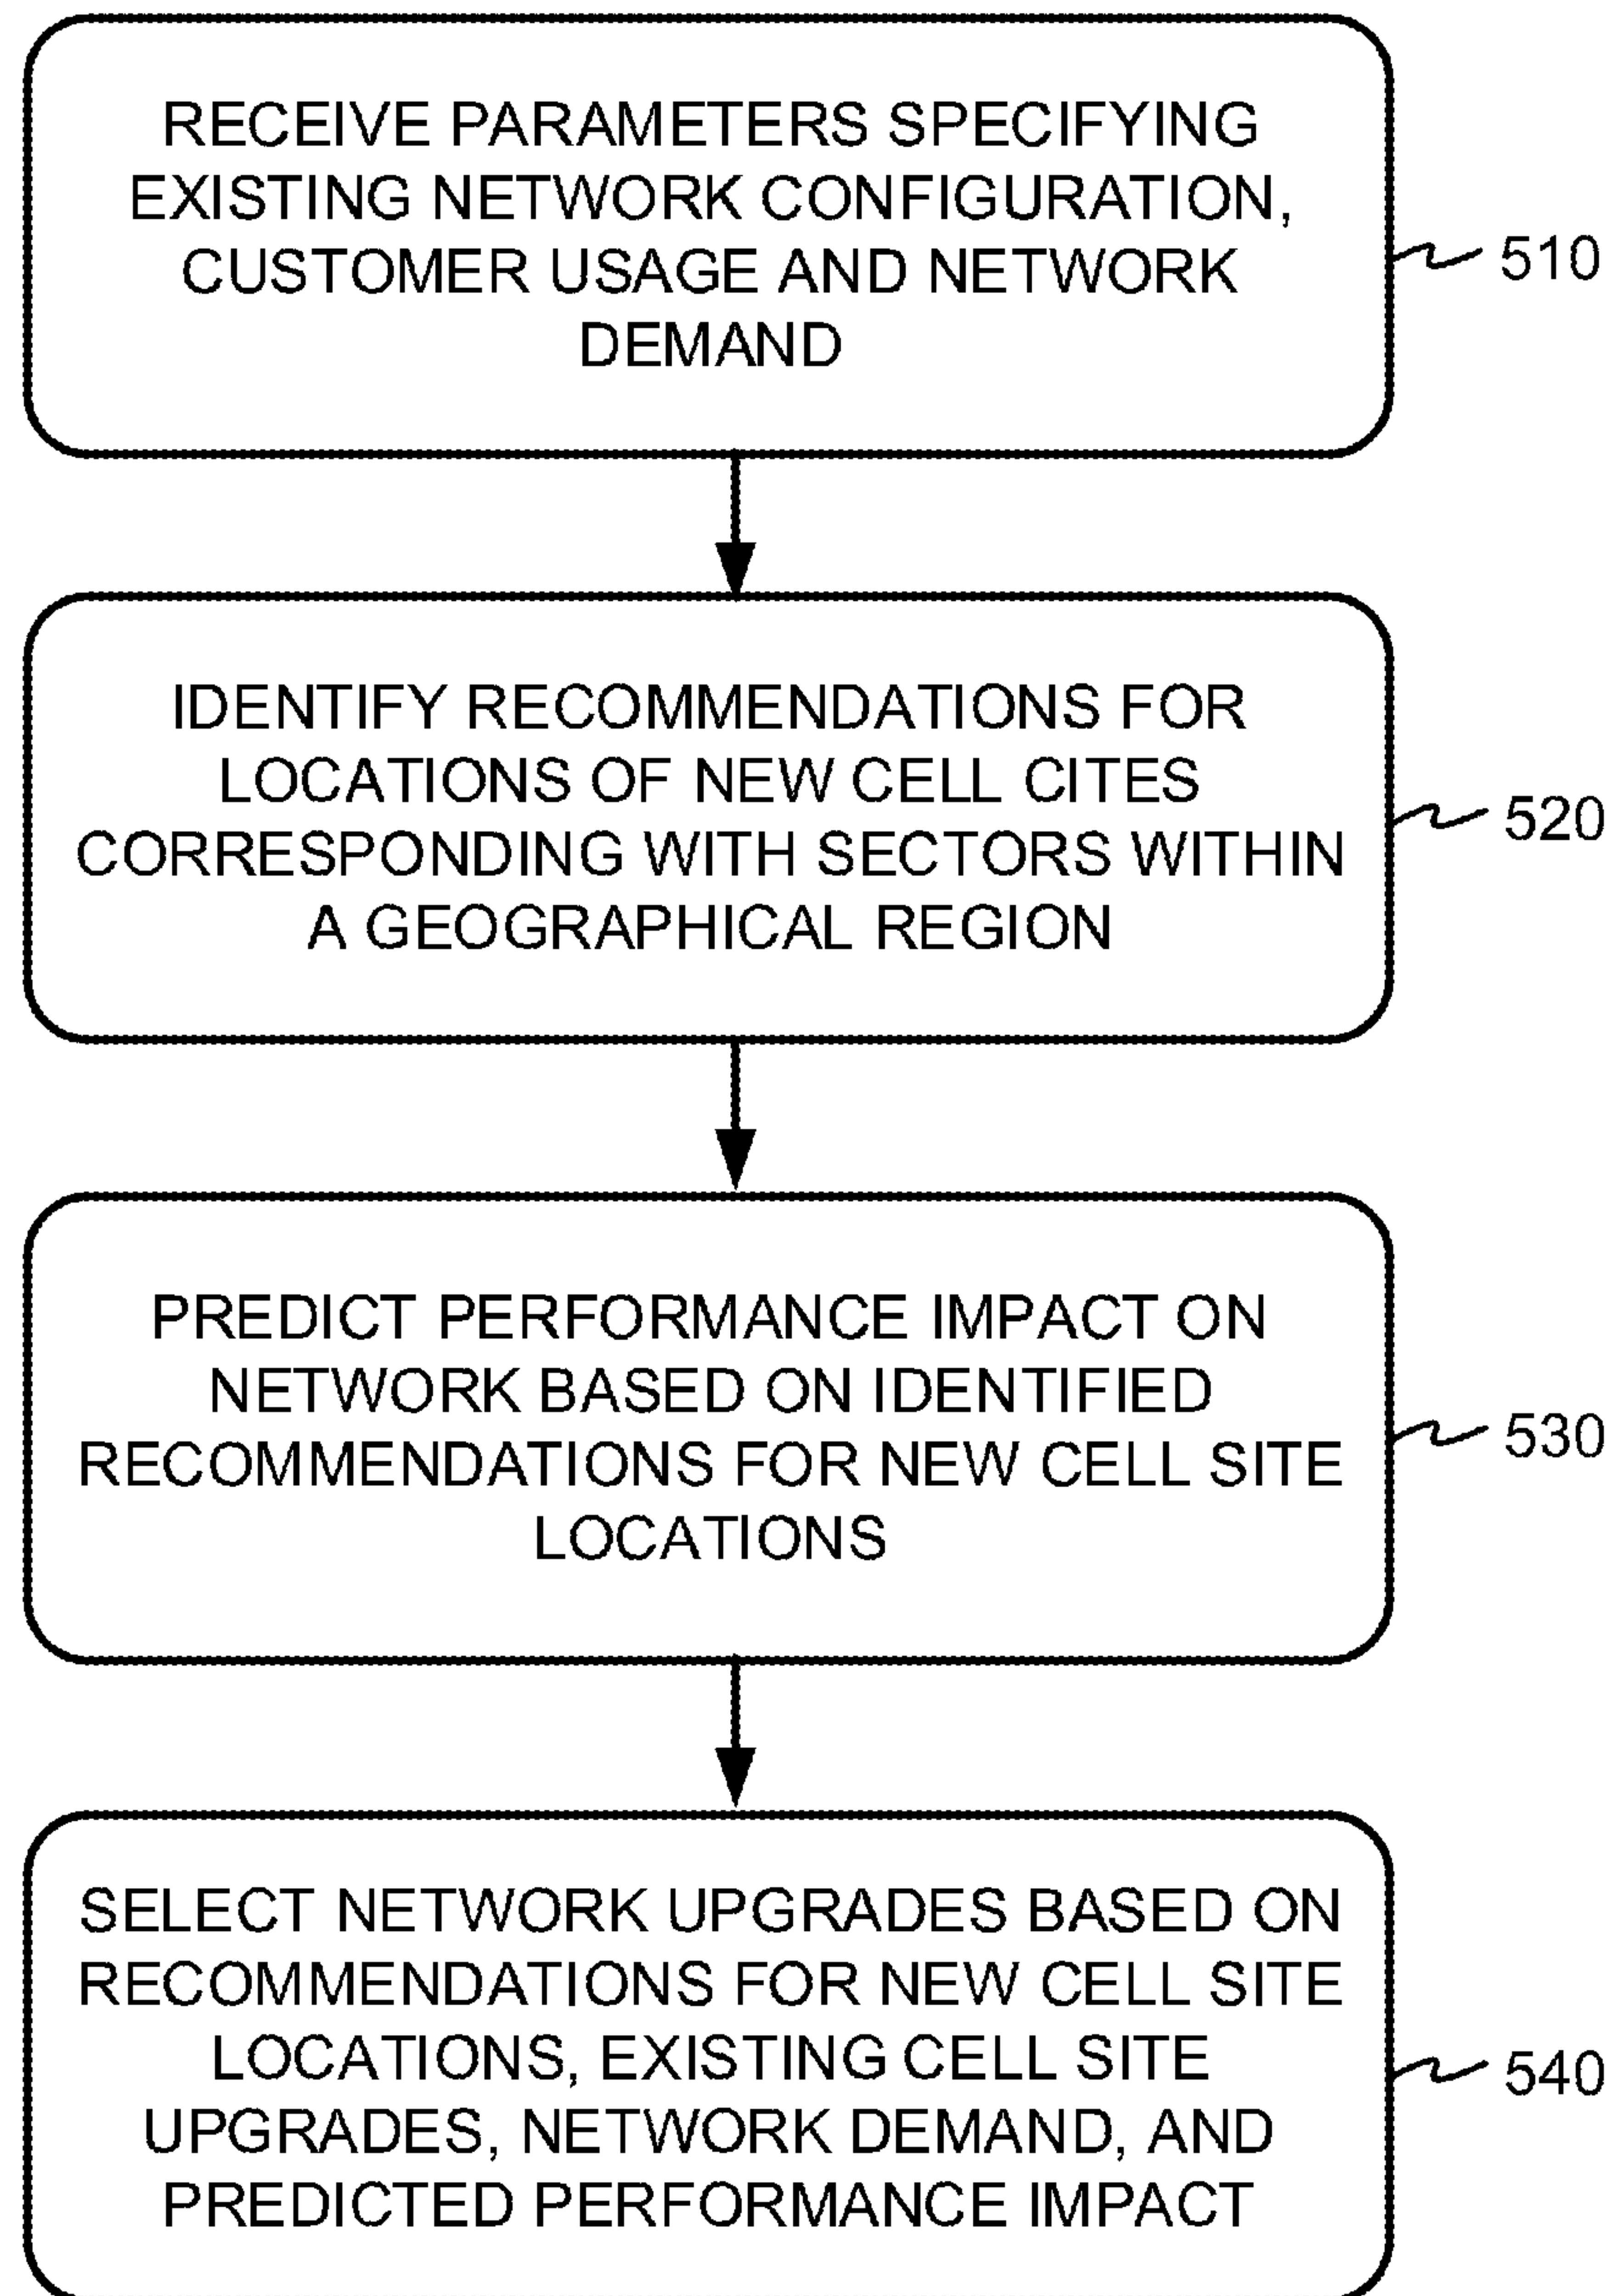 RECEIVE PARAMETERS SPECIFYING
EXISTING NETWORK CONFIGURATION,
CUSTOMER USAGE AND NETWORK
DEMAND
510
IDENTIFY RECOMMENDATIONS FOR
LOCATIONS OF NEW CELL CITES
CORRESPONDING WITH SECTORS WITHIN
A GEOGRAPHICAL REGION
520
PREDICT PERFORMANCE IMPACT ON
NETWORK BASED ON IDENTIFIED
RECOMMENDATIONS FOR NEW CELL SITE
LOCATIONS
530
SELECT NETWORK UPGRADES BASED ON
RECOMMENDATIONS FOR NEW CELL SITE
LOCATIONS, EXISTING CELL SITE
UPGRADES, NETWORK DEMAND, AND
PREDICTED PERFORMANCE IMPACT
540